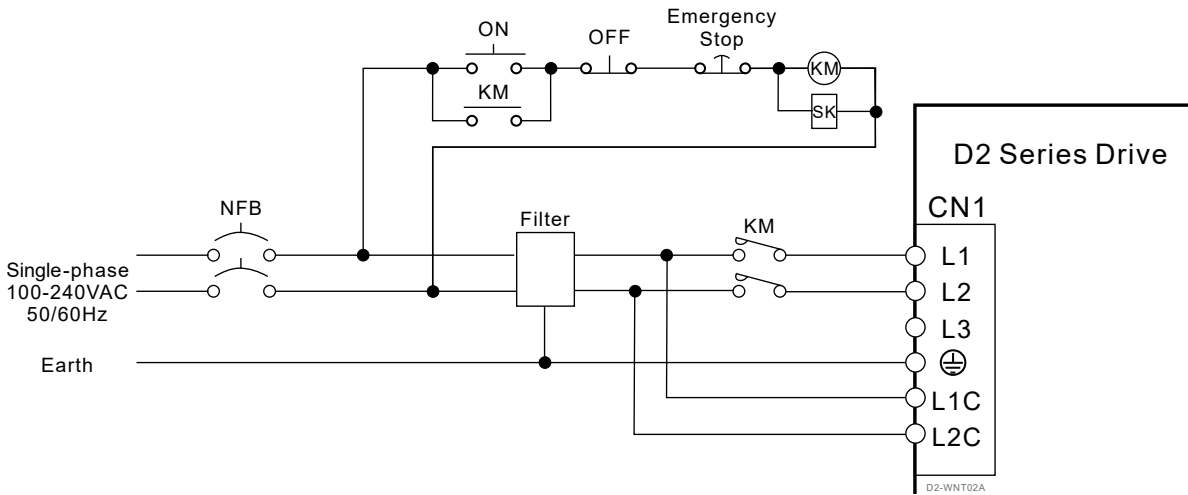 ON
OFF
Emergency
Stop
KM
KM
SK
D2 Series Drive
CN1
NFB
Filter
KM
L1
Single-phase
100-240VAC
50/60Hz
L2
L3
Earth
L1C
L2C
D2-WNT02A